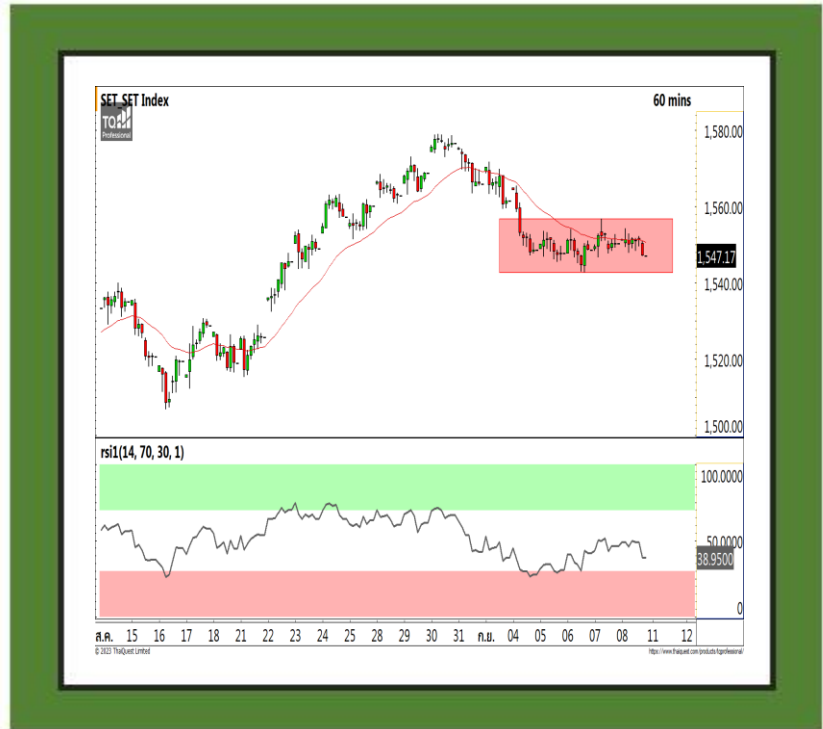 SET_SET Index
60 mins
TQ
Professional
1,580.00
1,560.00
1,547.17
1,540.00
1,520.00
1,500.00
rsi1(14, 70, 30, 1)
100.0000
50.0000
38.9500
0
ส.ค. 15 16 17 18 21 22 23 24 25 28 29 30 31 ก.ย. 04 05 06 07 08 11 12
© 2023 ThaiQuest Limited
https://www.thaiquest.com/products/tqprofessional/